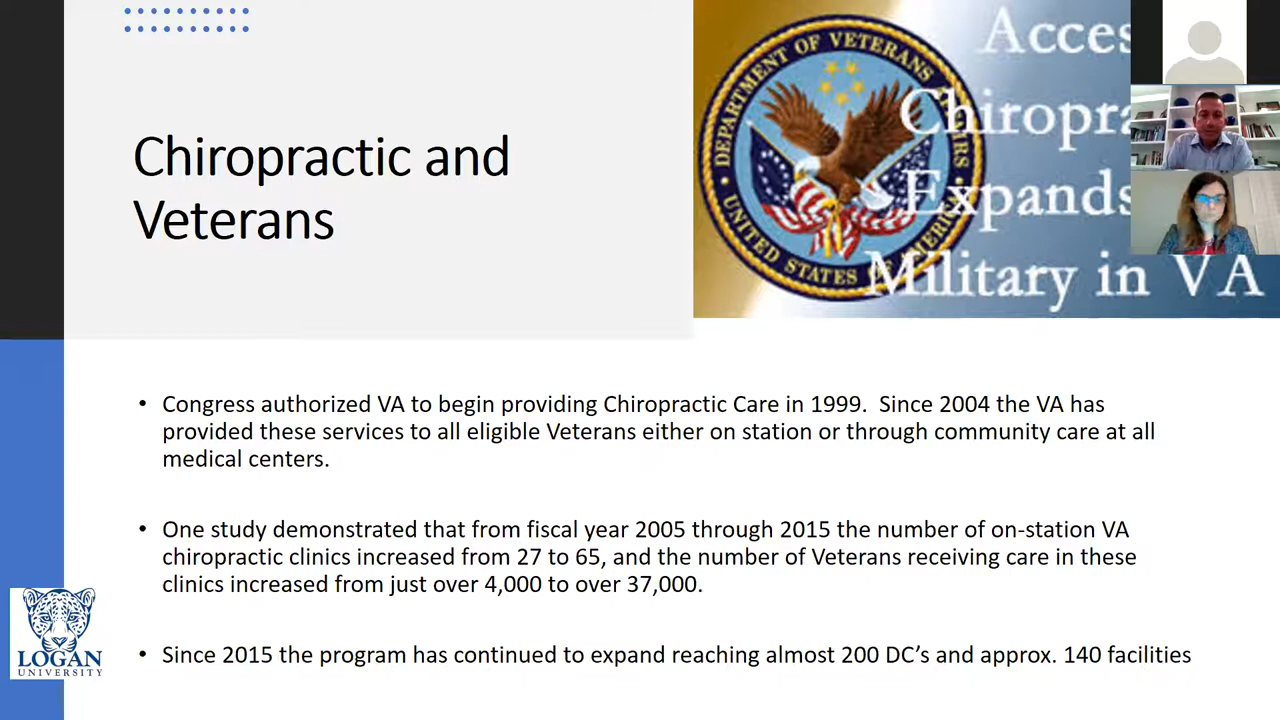 Chiropractic and
Veterans
DEPARTMENT OF VETERANS AFFAIRS
UNITED STATES OF AMERICA
Acces
Chiropra
Expands
Military in VA
• Congress authorized VA to begin providing Chiropractic Care in 1999.  Since 2004 the VA has
provided these services to all eligible Veterans either on station or through community care at all
medical centers.
• One study demonstrated that from fiscal year 2005 through 2015 the number of on-station VA
chiropractic clinics increased from 27 to 65, and the number of Veterans receiving care in these
clinics increased from just over 4,000 to over 37,000.
• Since 2015 the program has continued to expand reaching almost 200 DC's and approx. 140 facilities
LOGAN
UNIVERSITY